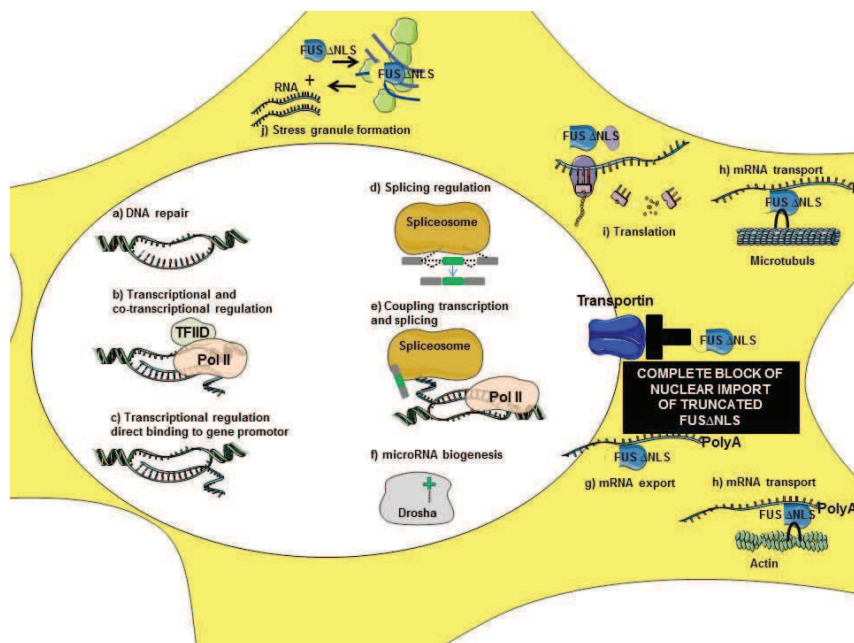 FUS ΔNLS
FUS ΔNLS
RNA +
j) Stress granule formation
FUS ΔNLS
i) Translation
h) mRNA transport
FUS ΔNLS
Microtubuls
a) DNA repair
b) Transcriptional and
co-transcriptional regulation
TFIID
Pol II
c) Transcriptional regulation
direct binding to gene promotor
d) Splicing regulation
Spliceosome
e) Coupling transcription
and splicing
Spliceosome
Pol II
f) microRNA biogenesis
Drosha
Transportin
FUS ΔNLS
COMPLETE BLOCK OF
NUCLEAR IMPORT
OF TRUNCATED
FUSΔNLS
PolyA
FUS ΔNLS
g) mRNA export
h) mRNA transport
FUS ΔNLS
PolyA
Actin